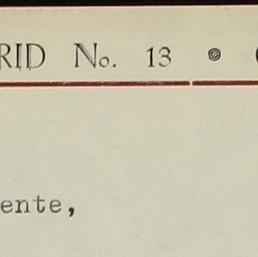 RID No. 13
ente,